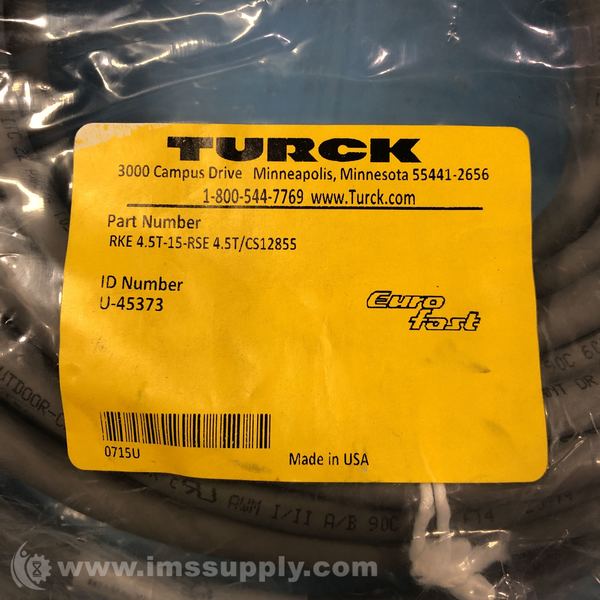 TURCK
3000 Campus Drive Minneapolis, Minnesota 55441-2656
1-800-544-7769 www.Turck.com
Part Number
RKE 4.5T-15-RSE 4.5T/CS12855
ID Number
U-45373
Euro
fast
0715U
Made in USA
AWM I/II A/B 90C
www.imssupply.com